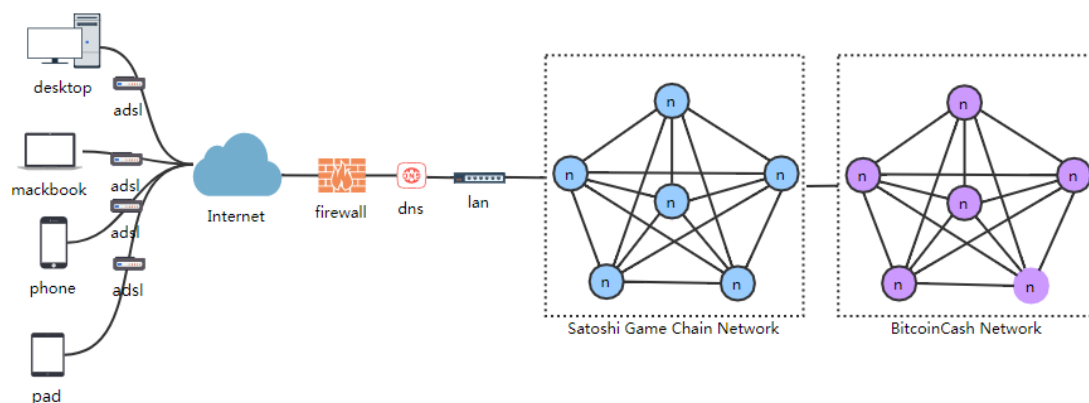 desktop
adsl
mackbook
adsl
adsl
phone
adsl
pad
Internet
firewall
dns
lan
n
n
n
n
n
n
Satoshi Game Chain Network
n
n
n
n
n
n
BitcoinCash Network